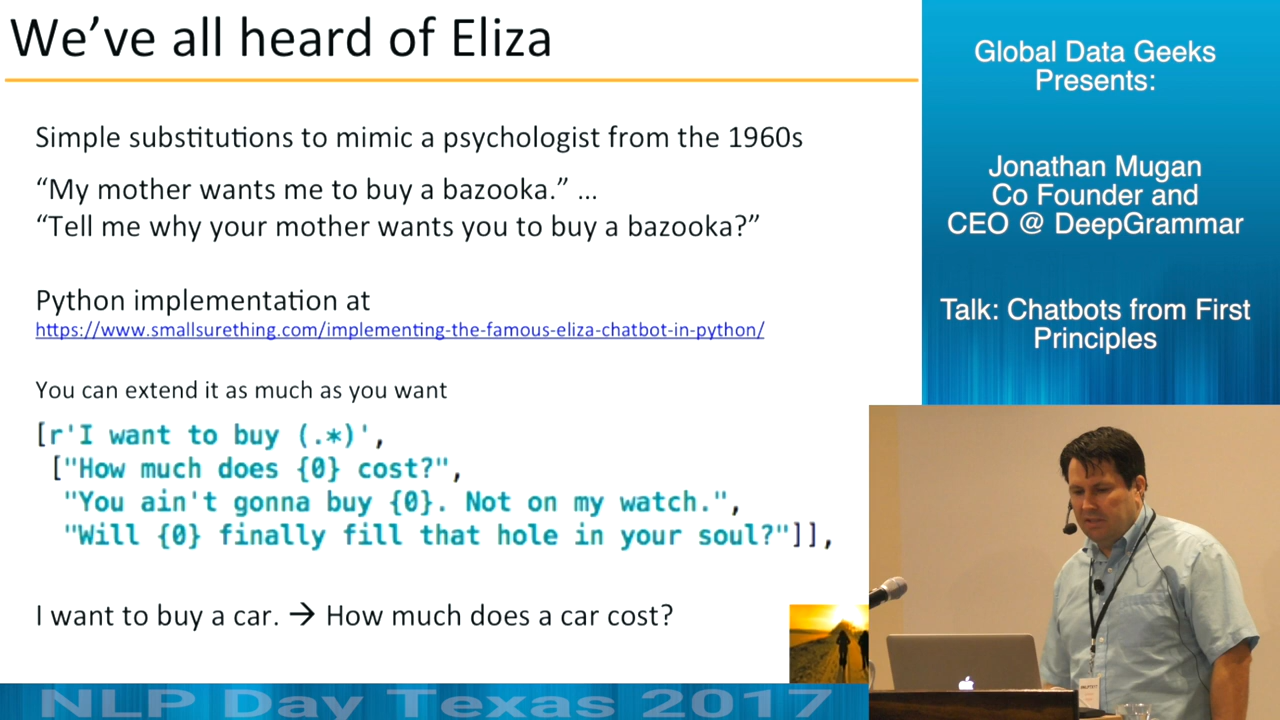 We've all heard of Eliza
Simple substitutions to mimic a psychologist from the 1960s
“My mother wants me to buy a bazooka.” ...
“Tell me why your mother wants you to buy a bazooka?”
Python implementation at
https://www.smallsurething.com/implementing-the-famous-eliza-chatbot-in-python/
You can extend it as much as you want
[r'I want to buy (.*)',
["How much does {0} cost?",
"You ain't gonna buy {0}. Not on my watch.",
"Will {0} finally fill that hole in your soul?"]],
I want to buy a car. → How much does a car cost?
NLP Day Texas 2017
Global Data Geeks
Presents:
Jonathan Mugan
Co Founder and
CEO @ DeepGrammar
Talk: Chatbots from First
Principles